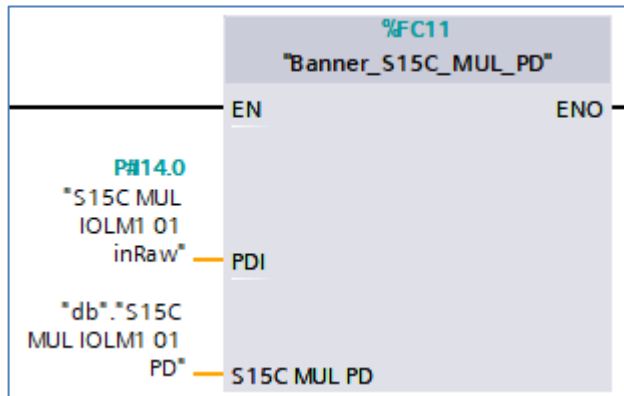 %FC11
"Banner_S15C_MUL_PD"
EN ENO
P#I14.0
"S15C MUL
IOLM1 01
inRaw"
PDI
"db"."S15C
MUL IOLM1 01
PD"
S15C MUL PD